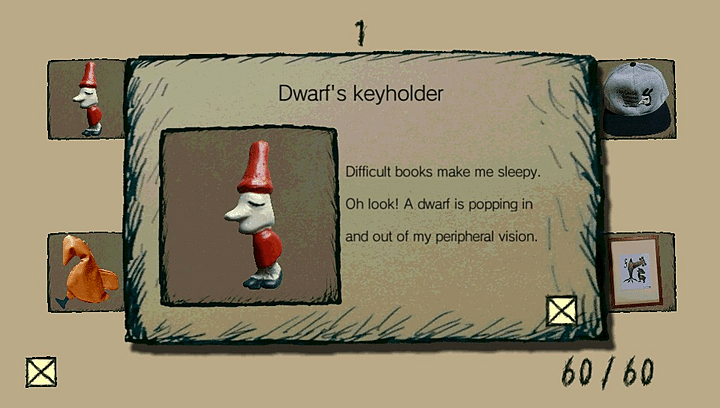 1
Dwarf's keyholder
Difficult books make me sleepy.
Oh look! A dwarf is popping in
and out of my peripheral vision.
60/60